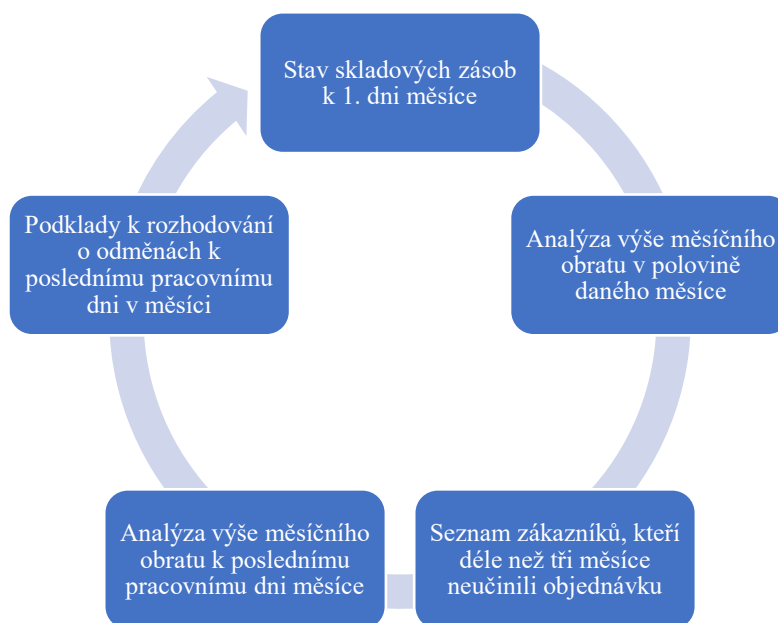 Stav skladových zásob
k 1. dni měsíce
Analýza výše měsíčního
obratu v polovině
daného měsíce
Seznam zákazníků, kteří
déle než tři měsíce
neučinili objednávku
Analýza výše měsíčního
obratu k poslednímu
pracovnímu dni měsíce
Podklady k rozhodování
o odměnách k
poslednímu pracovnímu
dni v měsíci